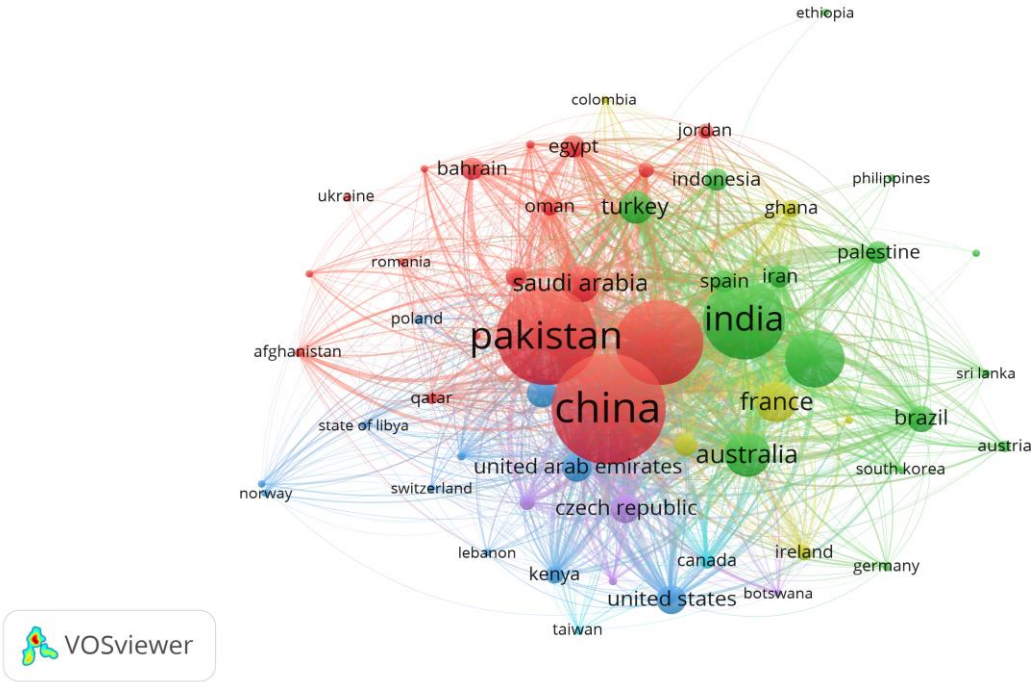 ethiopia
colombia
jordan
egypt
bahrain
indonesia
philippines
ukraine
oman
turkey
ghana
palestine
romania
saudi arabia
spain
iran
poland
pakistan
india
afghanistan
sri lanka
qatar
china
france
brazil
state of libya
austria
united arab emirates
australia
south korea
norway
switzerland
czech republic
lebanon
kenya
canada
ireland
germany
united states
botswana
taiwan
VOSviewer